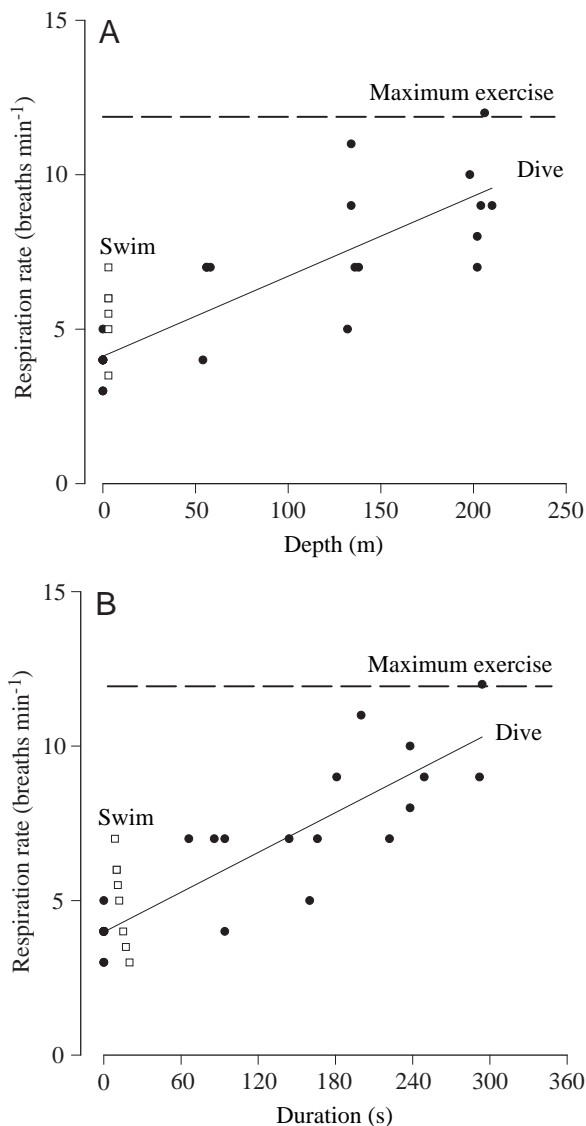 A
15
Maximum exercise
10
Dive
Swim
5
0
Respiration rate (breaths min-1)
0 50 100 150 200 250
Depth (m)
B
15
Maximum exercise
10
Dive
Swim
5
0
Respiration rate (breaths min-1)
0 60 120 180 240 300 360
Duration (s)